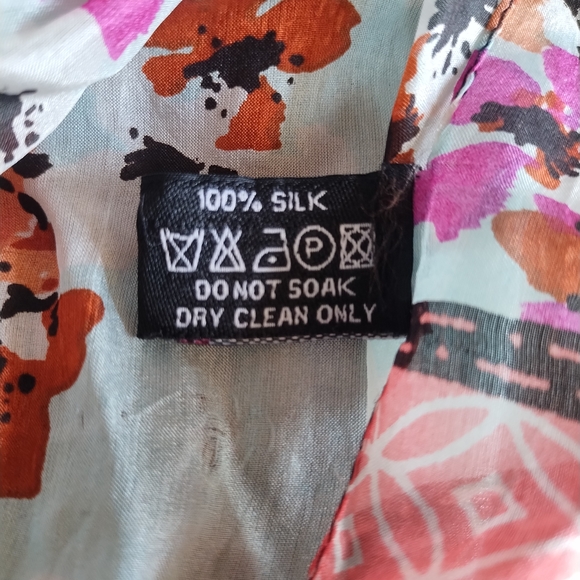 100% SILK
P
DO NOT SOAK
DRY CLEAN ONLY